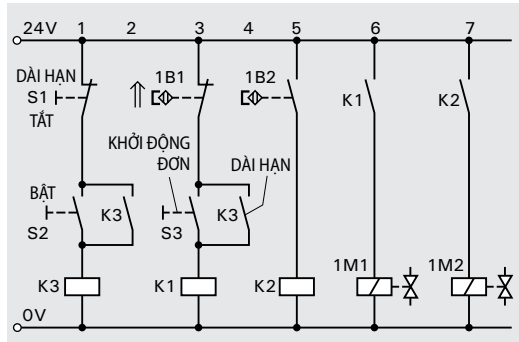 24V 1 2 3 4 5 6 7
DÀI HẠN
S1
TẮT
1B1
1B2
K1
K2
KHỞI ĐỘNG
ĐƠN
DÀI HẠN
BẬT
S2
K3
S3
K3
1M1
1M2
K3
K1
K2
0V